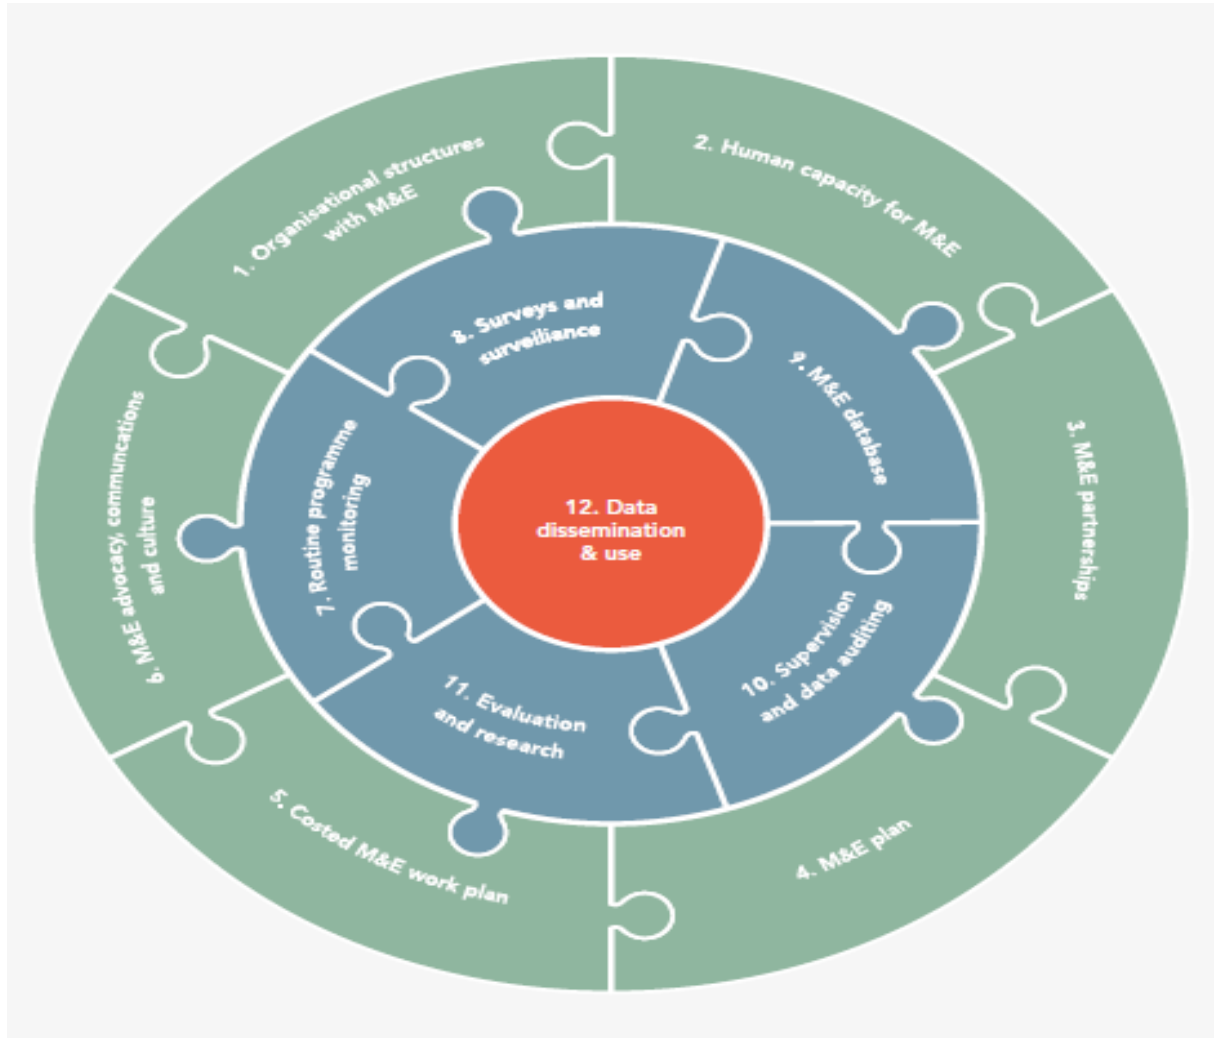 1. Organisational structures
with M&E
2. Human capacity for M&E
3. M&E partnerships
4. M&E plan
5. Costed M&E work plan
6. M&E advocacy, communcations
and culture
7. Routine programme
monitoring
8. Surveys and
surveillance
9. M&E database
10. Supervision
and data auditing
11. Evaluation
and research
12. Data
dissemination
& use